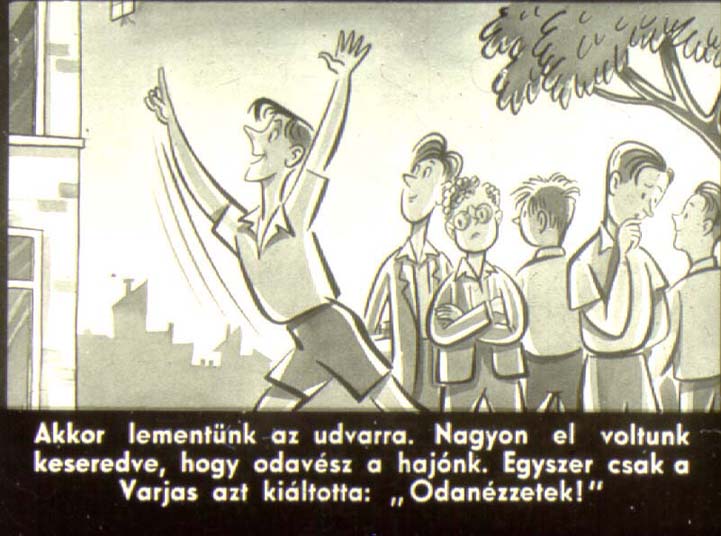 Akkor lementünk az udvarra. Nagyon el voltunk
keseredve, hogy odavész a hajónk. Egyszer csak a
Varjas azt kiáltotta: „Odanézzetek!"